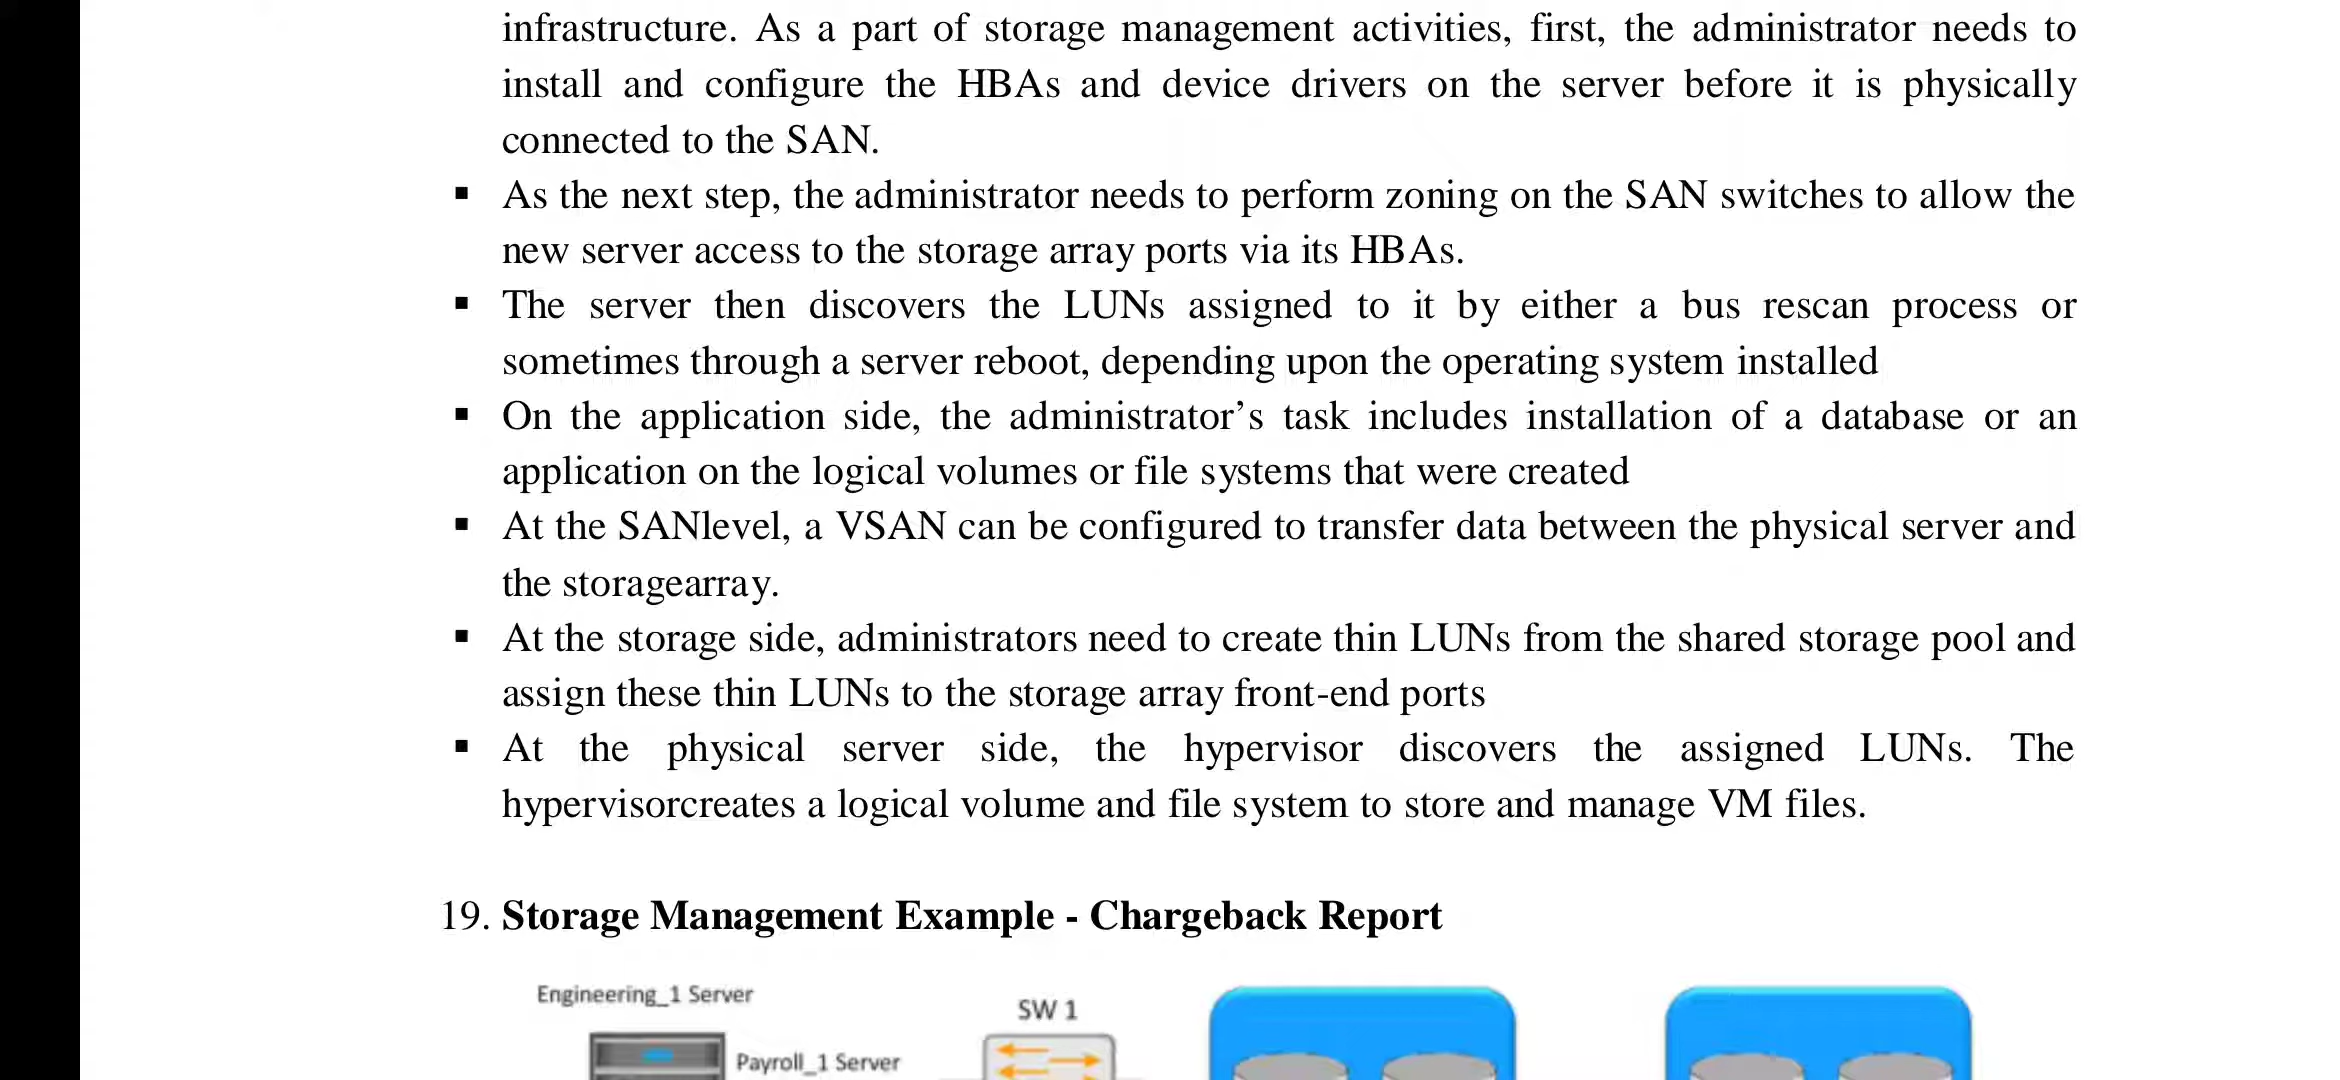 infrastructure. As a part of storage management activities, first, the administrator needs to
install and configure the HBAs and device drivers on the server before it is physically
connected to the SAN.
▪ As the next step, the administrator needs to perform zoning on the SAN switches to allow the
new server access to the storage array ports via its HBAs.
▪ The server then discovers the LUNs assigned to it by either a bus rescan process or
sometimes through a server reboot, depending upon the operating system installed
▪ On the application side, the administrator’s task includes installation of a database or an
application on the logical volumes or file systems that were created
▪ At the SANlevel, a VSAN can be configured to transfer data between the physical server and
the storagearray.
▪ At the storage side, administrators need to create thin LUNs from the shared storage pool and
assign these thin LUNs to the storage array front-end ports
▪ At the physical server side, the hypervisor discovers the assigned LUNs. The
hypervisorcreates a logical volume and file system to store and manage VM files.
19. Storage Management Example - Chargeback Report
Engineering_1 Server
SW 1
Payroll_1 Server